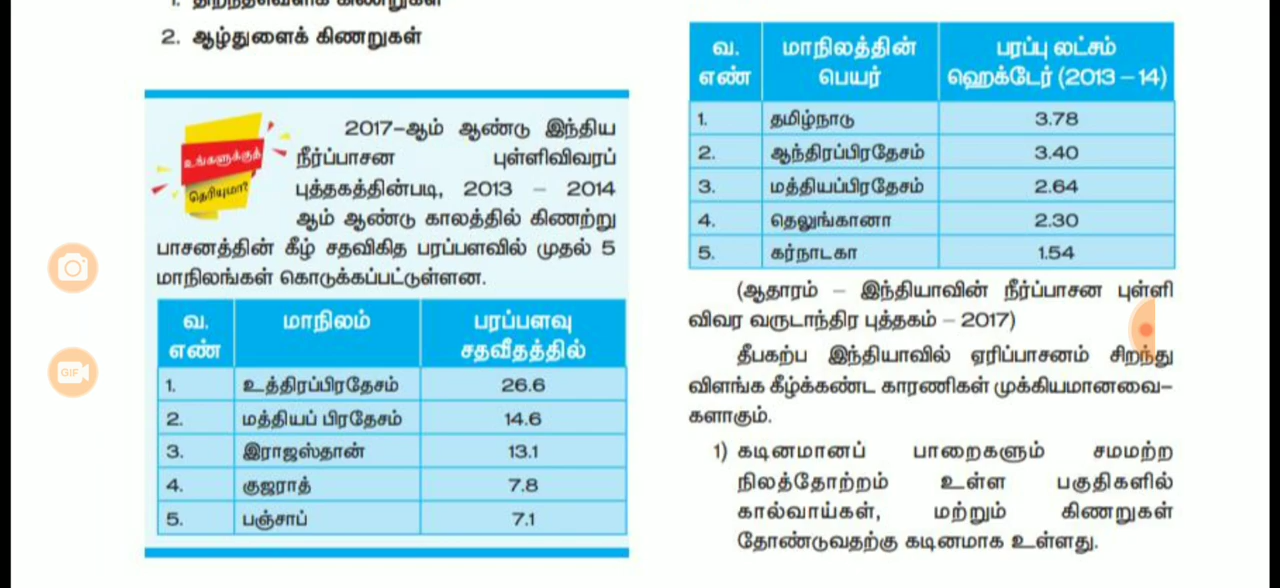 1. திறந்தவெளிக் கிணறுகள்
2. ஆழ்துளைக் கிணறுகள்
உங்களுக்குத்
தெரியுமா?
2017-ஆம் ஆண்டு இந்திய
நீர்ப்பாசன புள்ளிவிவரப்
புத்தகத்தின்படி, 2013 – 2014
ஆம் ஆண்டு காலத்தில் கிணற்று
பாசனத்தின் கீழ் சதவிகித பரப்பளவில் முதல் 5
மாநிலங்கள் கொடுக்கப்பட்டுள்ளன.
வ. எண் மாநிலம் பரப்பளவு சதவீதத்தில்
1. உத்திரப்பிரதேசம் 26.6
2. மத்தியப் பிரதேசம் 14.6
3. இராஜஸ்தான் 13.1
4. குஜராத் 7.8
5. பஞ்சாப் 7.1
வ. எண் மாநிலத்தின் பெயர் பரப்பு லட்சம் ஹெக்டேர் (2013 – 14)
1. தமிழ்நாடு 3.78
2. ஆந்திரப்பிரதேசம் 3.40
3. மத்தியப்பிரதேசம் 2.64
4. தெலுங்கானா 2.30
5. கர்நாடகா 1.54
(ஆதாரம் – இந்தியாவின் நீர்ப்பாசன புள்ளி
விவர வருடாந்திர புத்தகம் – 2017)
தீபகற்ப இந்தியாவில் ஏரிப்பாசனம் சிறந்து
விளங்க கீழ்க்கண்ட காரணிகள் முக்கியமானவை–
களாகும்.
1) கடினமானப் பாறைகளும் சமமற்ற
நிலத்தோற்றம் உள்ள பகுதிகளில்
கால்வாய்கள், மற்றும் கிணறுகள்
தோண்டுவதற்கு கடினமாக உள்ளது.
GIF